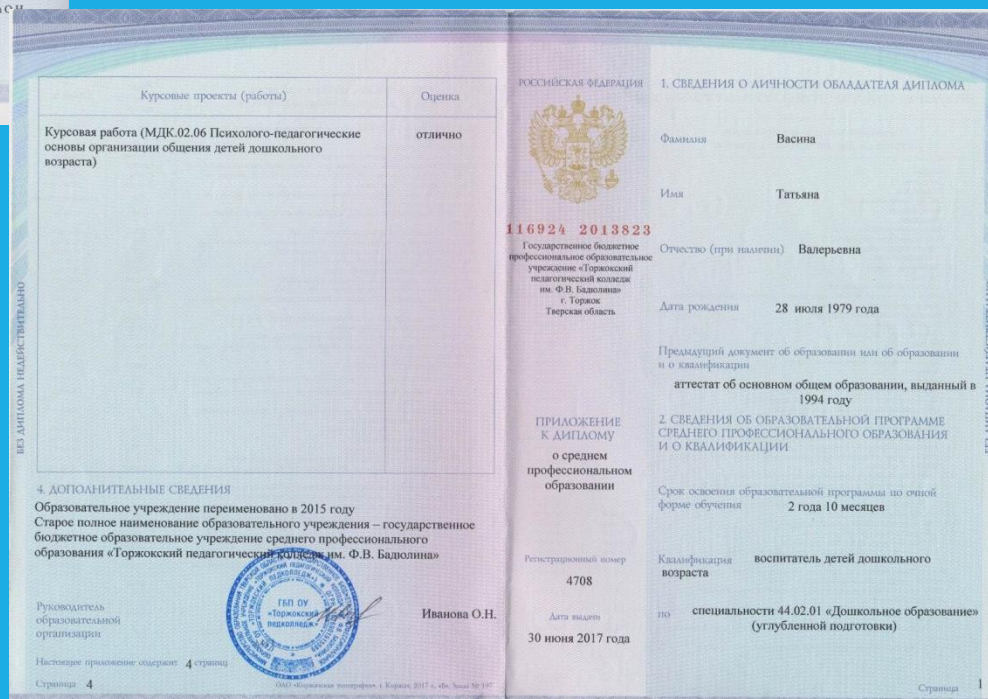 Курсовые проекты (работы)
Оценка
Курсовая работа (МДК.02.06 Психолого-педагогические
основы организации общения детей дошкольного
возраста)
отлично
БЕЗ ДИПЛОМА НЕДЕЙСТВИТЕЛЬНО
4. ДОПОЛНИТЕЛЬНЫЕ СВЕДЕНИЯ
Образовательное учреждение переименовано в 2015 году
Старое полное наименование образовательного учреждения – государственное
бюджетное образовательное учреждение среднего профессионального
образования «Торжокский педагогический колледж им. Ф.В. Бадюлина»
Руководитель
образовательной
организации
ГБП ОУ
«Торжокский
педколледж»
Иванова О.Н.
Настоящее приложение содержит 4 страниц
Страница 4
РОССИЙСКАЯ ФЕДЕРАЦИЯ
116924 2013823
Государственное бюджетное
профессиональное образовательное
учреждение «Торжокский
педагогический колледж
им. Ф.В. Бадюлина»
г. Торжок
Тверская область
ПРИЛОЖЕНИЕ
К ДИПЛОМУ
о среднем
профессиональном
образовании
Регистрационный номер
4708
Дата выдачи
30 июня 2017 года
1. СВЕДЕНИЯ О ЛИЧНОСТИ ОБЛАДАТЕЛЯ ДИПЛОМА
Фамилия Васина
Имя Татьяна
Отчество (при наличии) Валерьевна
Дата рождения 28 июля 1979 года
Предыдущий документ об образовании или об образовании
и о квалификации
аттестат об основном общем образовании, выданный в
1994 году
2. СВЕДЕНИЯ ОБ ОБРАЗОВАТЕЛЬНОЙ ПРОГРАММЕ
СРЕДНЕГО ПРОФЕССИОНАЛЬНОГО ОБРАЗОВАНИЯ
И О КВАЛИФИКАЦИИ
Срок освоения образовательной программы по очной
форме обучения 2 года 10 месяцев
Квалификация воспитатель детей дошкольного
возраста
по специальности 44.02.01 «Дошкольное образование»
(углубленной подготовки)
Страница 1